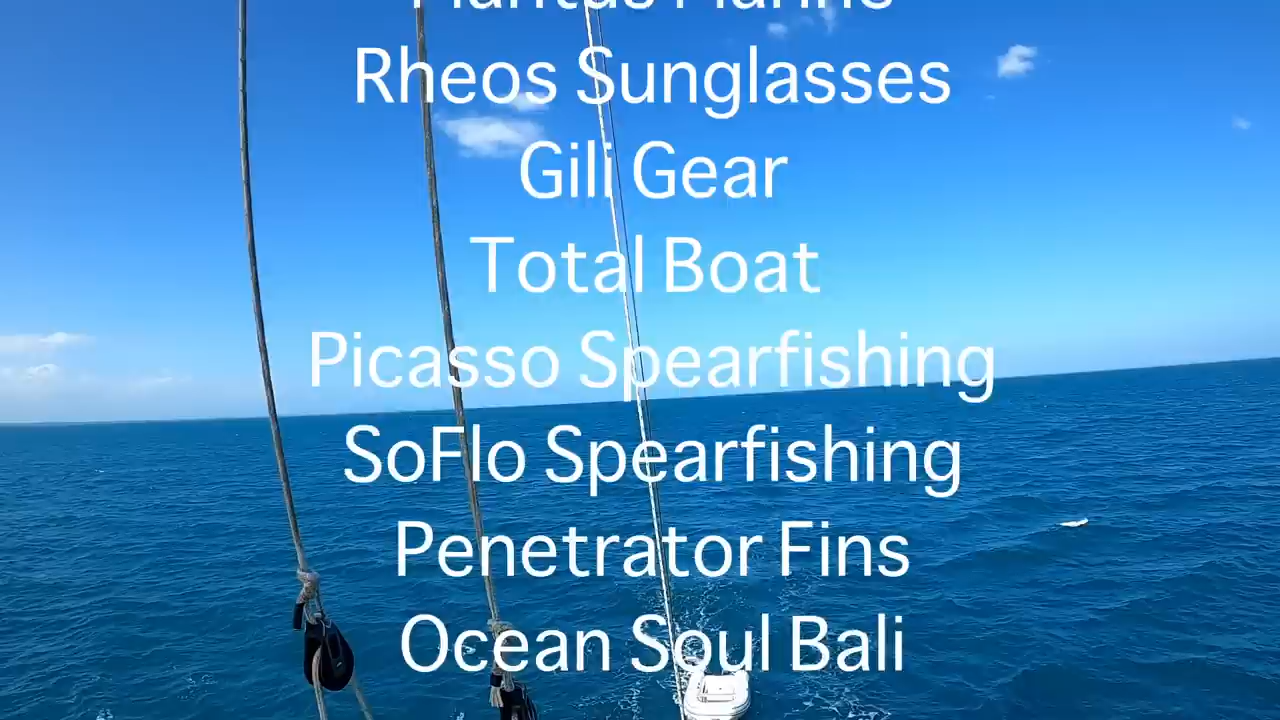 Rheos Sunglasses
Gili Gear
Total Boat
Picasso Spearfishing
SoFlo Spearfishing
Penetrator Fins
Ocean Soul Bali